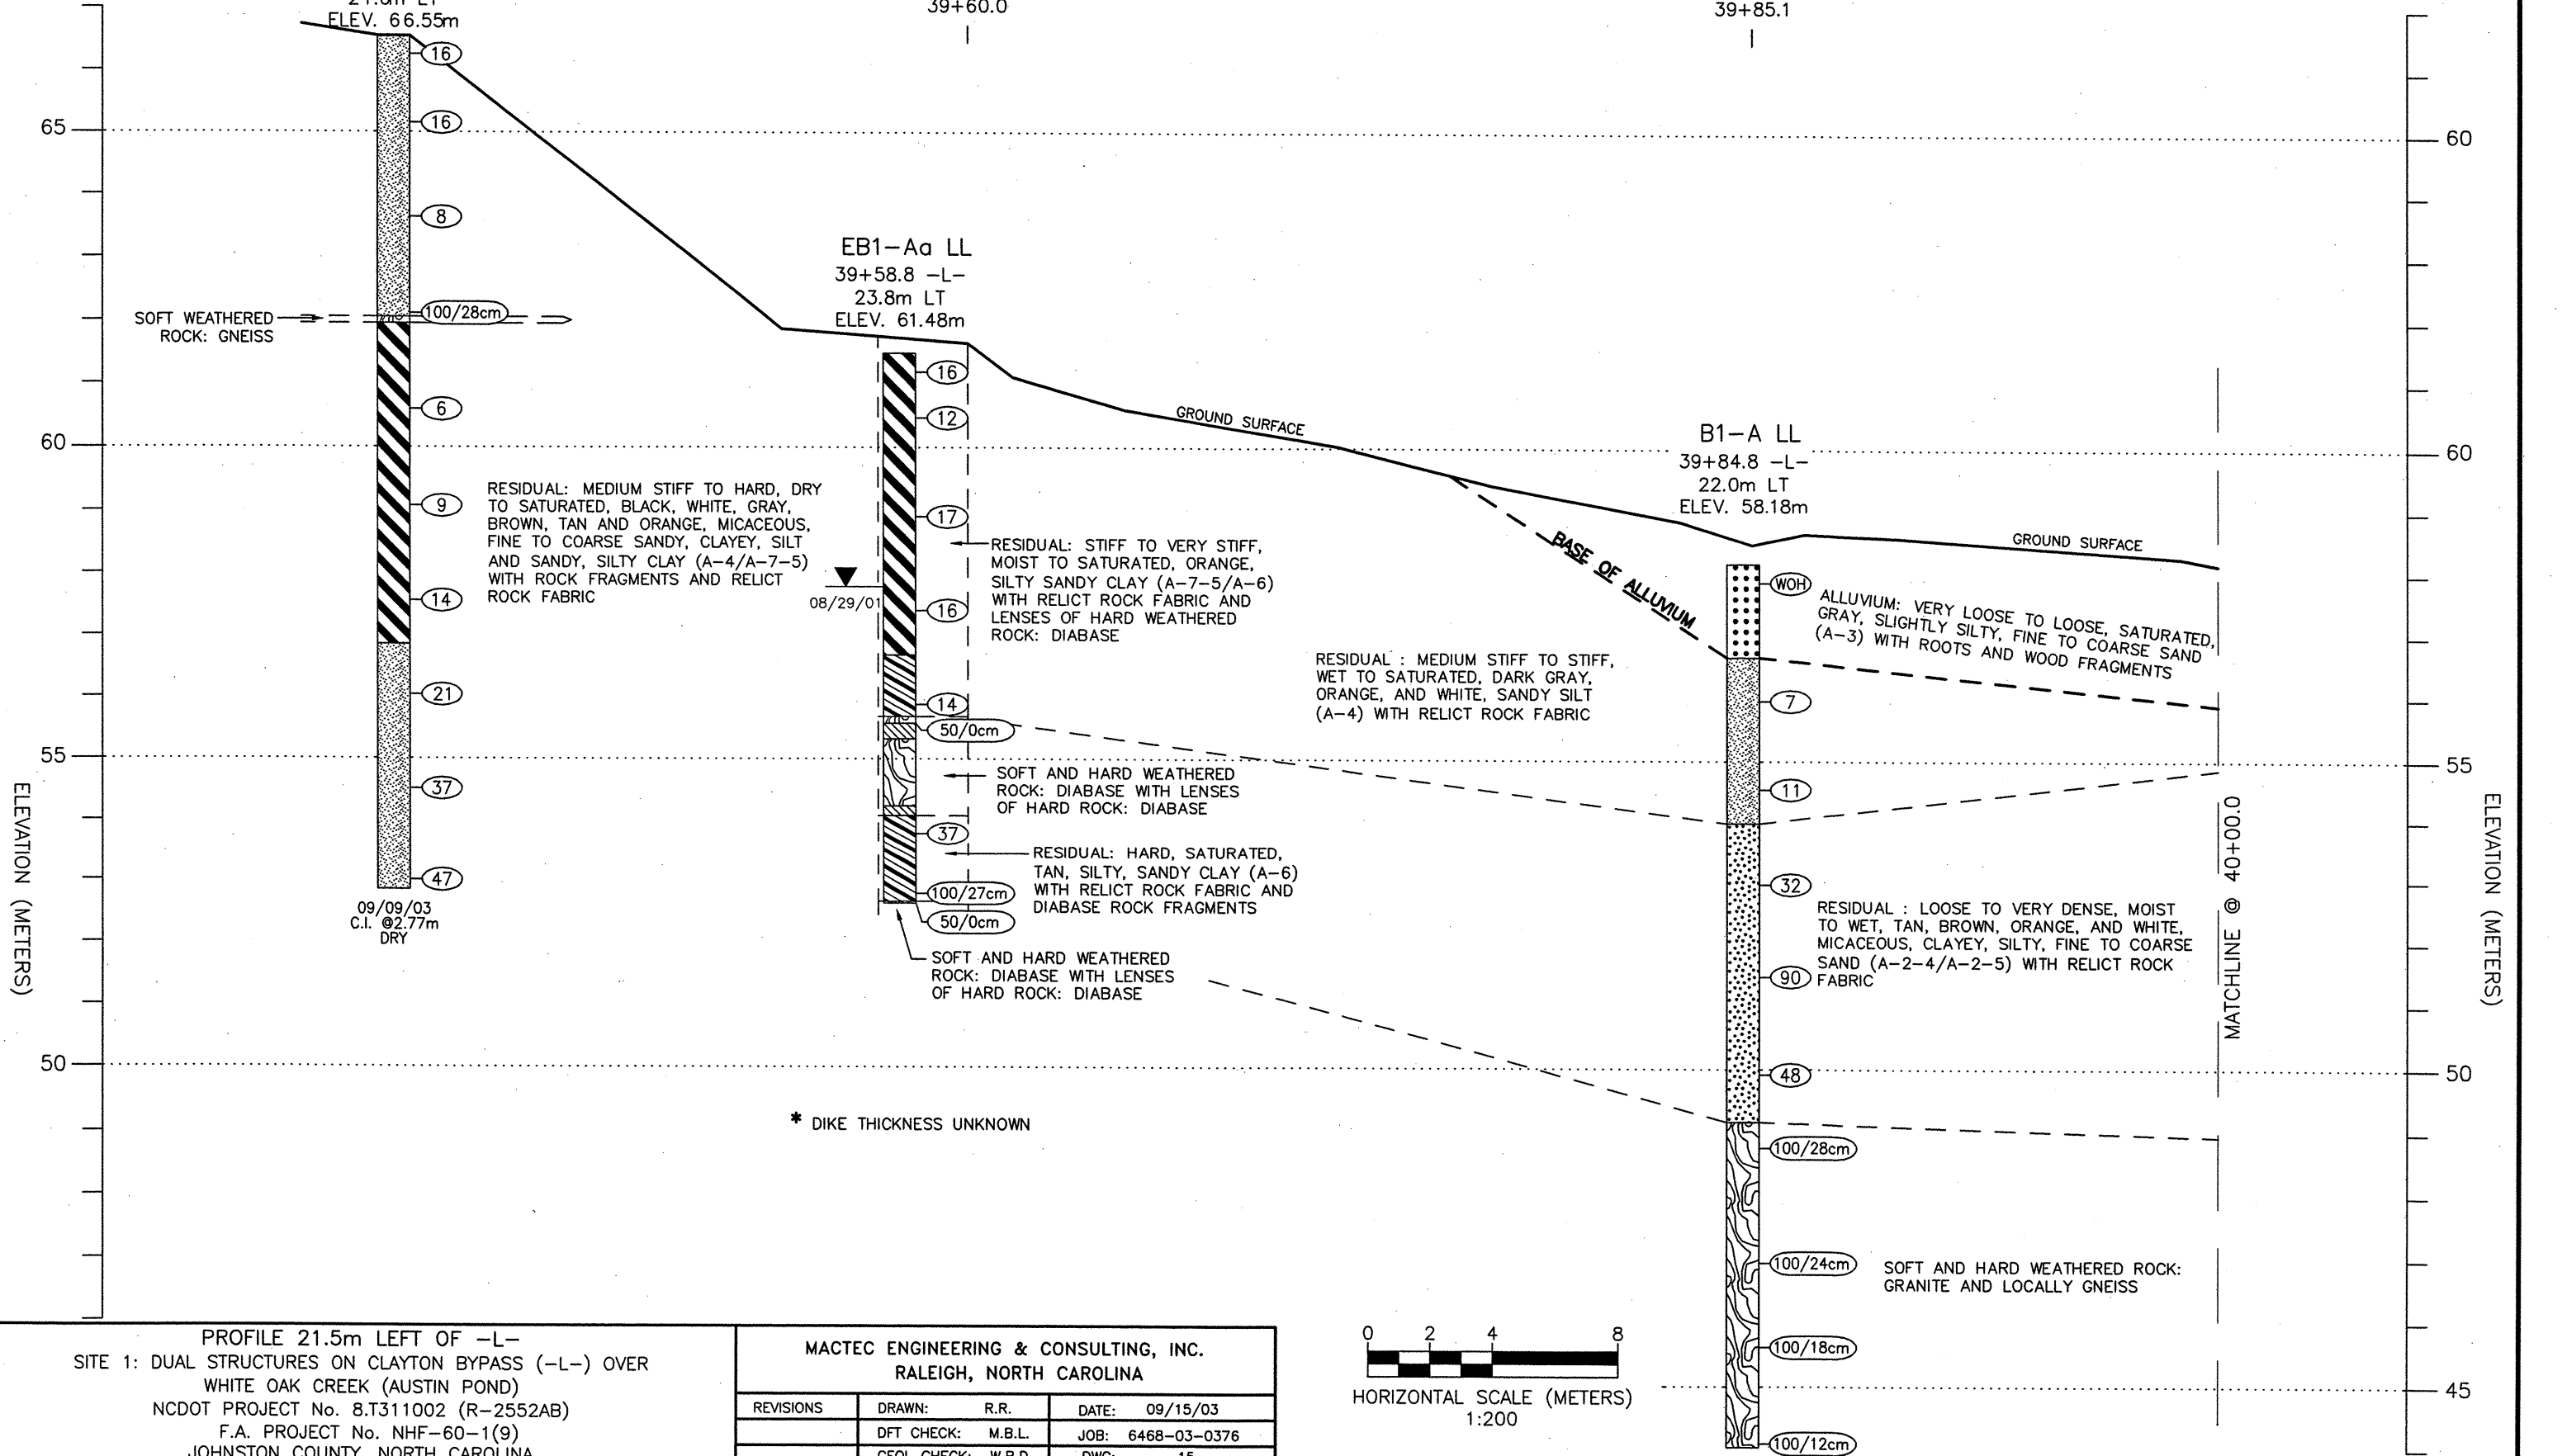 ELEV. 66.55m
39+60.0
39+85.1
16
16
65
60
8
EB1-Aa LL
39+58.8 -L-
23.8m LT
ELEV. 61.48m
100/28cm
SOFT WEATHERED
ROCK: GNEISS
16
6
12
GROUND SURFACE
B1-A LL
60
60
39+84.8 -L-
22.0m LT
ELEV. 58.18m
9
RESIDUAL: MEDIUM STIFF TO HARD, DRY
TO SATURATED, BLACK, WHITE, GRAY,
BROWN, TAN AND ORANGE, MICACEOUS,
FINE TO COARSE SANDY, CLAYEY, SILT
AND SANDY, SILTY CLAY (A-4/A-7-5)
WITH ROCK FRAGMENTS AND RELICT
ROCK FABRIC
17
RESIDUAL: STIFF TO VERY STIFF,
MOIST TO SATURATED, ORANGE,
SILTY SANDY CLAY (A-7-5/A-6)
WITH RELICT ROCK FABRIC AND
LENSES OF HARD WEATHERED
ROCK: DIABASE
GROUND SURFACE
BASE OF ALLUVIUM
08/29/01
14
16
WOH
ALLUVIUM: VERY LOOSE TO LOOSE, SATURATED,
GRAY, SLIGHTLY SILTY, FINE TO COARSE SAND
(A-3) WITH ROOTS AND WOOD FRAGMENTS
RESIDUAL : MEDIUM STIFF TO STIFF,
WET TO SATURATED, DARK GRAY,
ORANGE, AND WHITE, SANDY SILT
(A-4) WITH RELICT ROCK FABRIC
21
14
7
50/0cm
55
55
SOFT AND HARD WEATHERED
ROCK: DIABASE WITH LENSES
OF HARD ROCK: DIABASE
37
11
ELEVATION (METERS)
ELEVATION (METERS)
MATCHLINE @ 40+00.0
37
RESIDUAL: HARD, SATURATED,
TAN, SILTY, SANDY CLAY (A-6)
WITH RELICT ROCK FABRIC AND
DIABASE ROCK FRAGMENTS
47
32
100/27cm
50/0cm
09/09/03
C.I. @2.77m
DRY
RESIDUAL : LOOSE TO VERY DENSE, MOIST
TO WET, TAN, BROWN, ORANGE, AND WHITE,
MICACEOUS, CLAYEY, SILTY, FINE TO COARSE
SAND (A-2-4/A-2-5) WITH RELICT ROCK
FABRIC
90
SOFT AND HARD WEATHERED
ROCK: DIABASE WITH LENSES
OF HARD ROCK: DIABASE
50
50
48
* DIKE THICKNESS UNKNOWN
100/28cm
100/24cm
SOFT AND HARD WEATHERED ROCK:
GRANITE AND LOCALLY GNEISS
100/18cm
45
100/12cm
0 2 4 8
HORIZONTAL SCALE (METERS)
1:200
PROFILE 21.5m LEFT OF -L-
SITE 1: DUAL STRUCTURES ON CLAYTON BYPASS (-L-) OVER
WHITE OAK CREEK (AUSTIN POND)
NCDOT PROJECT No. 8.T311002 (R-2552AB)
F.A. PROJECT No. NHF-60-1(9)
JOHNSTON COUNTY, NORTH CAROLINA
MACTEC ENGINEERING & CONSULTING, INC.
RALEIGH, NORTH CAROLINA
REVISIONS
DRAWN: R.R.
DATE: 09/15/03
DFT CHECK: M.B.L.
JOB: 6468-03-0376
GEOL CHECK: W.B.D.
DWG: 15